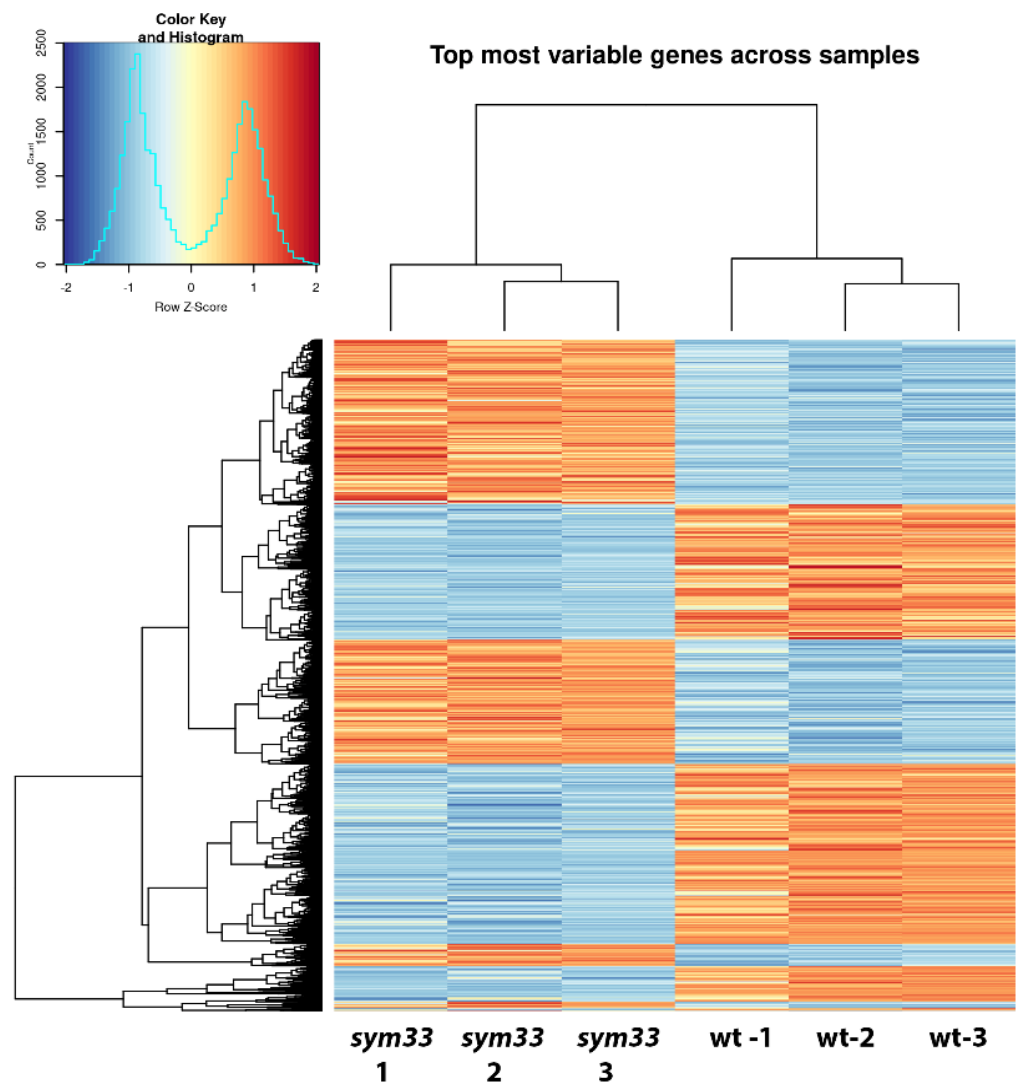 Color Key
and Histogram
2500
2000
1500
1000
500
0
Count
-2 -1 0 1 2
Row Z-Score
Top most variable genes across samples
sym33 sym33 sym33 wt -1 wt-2 wt-3
1 2 3